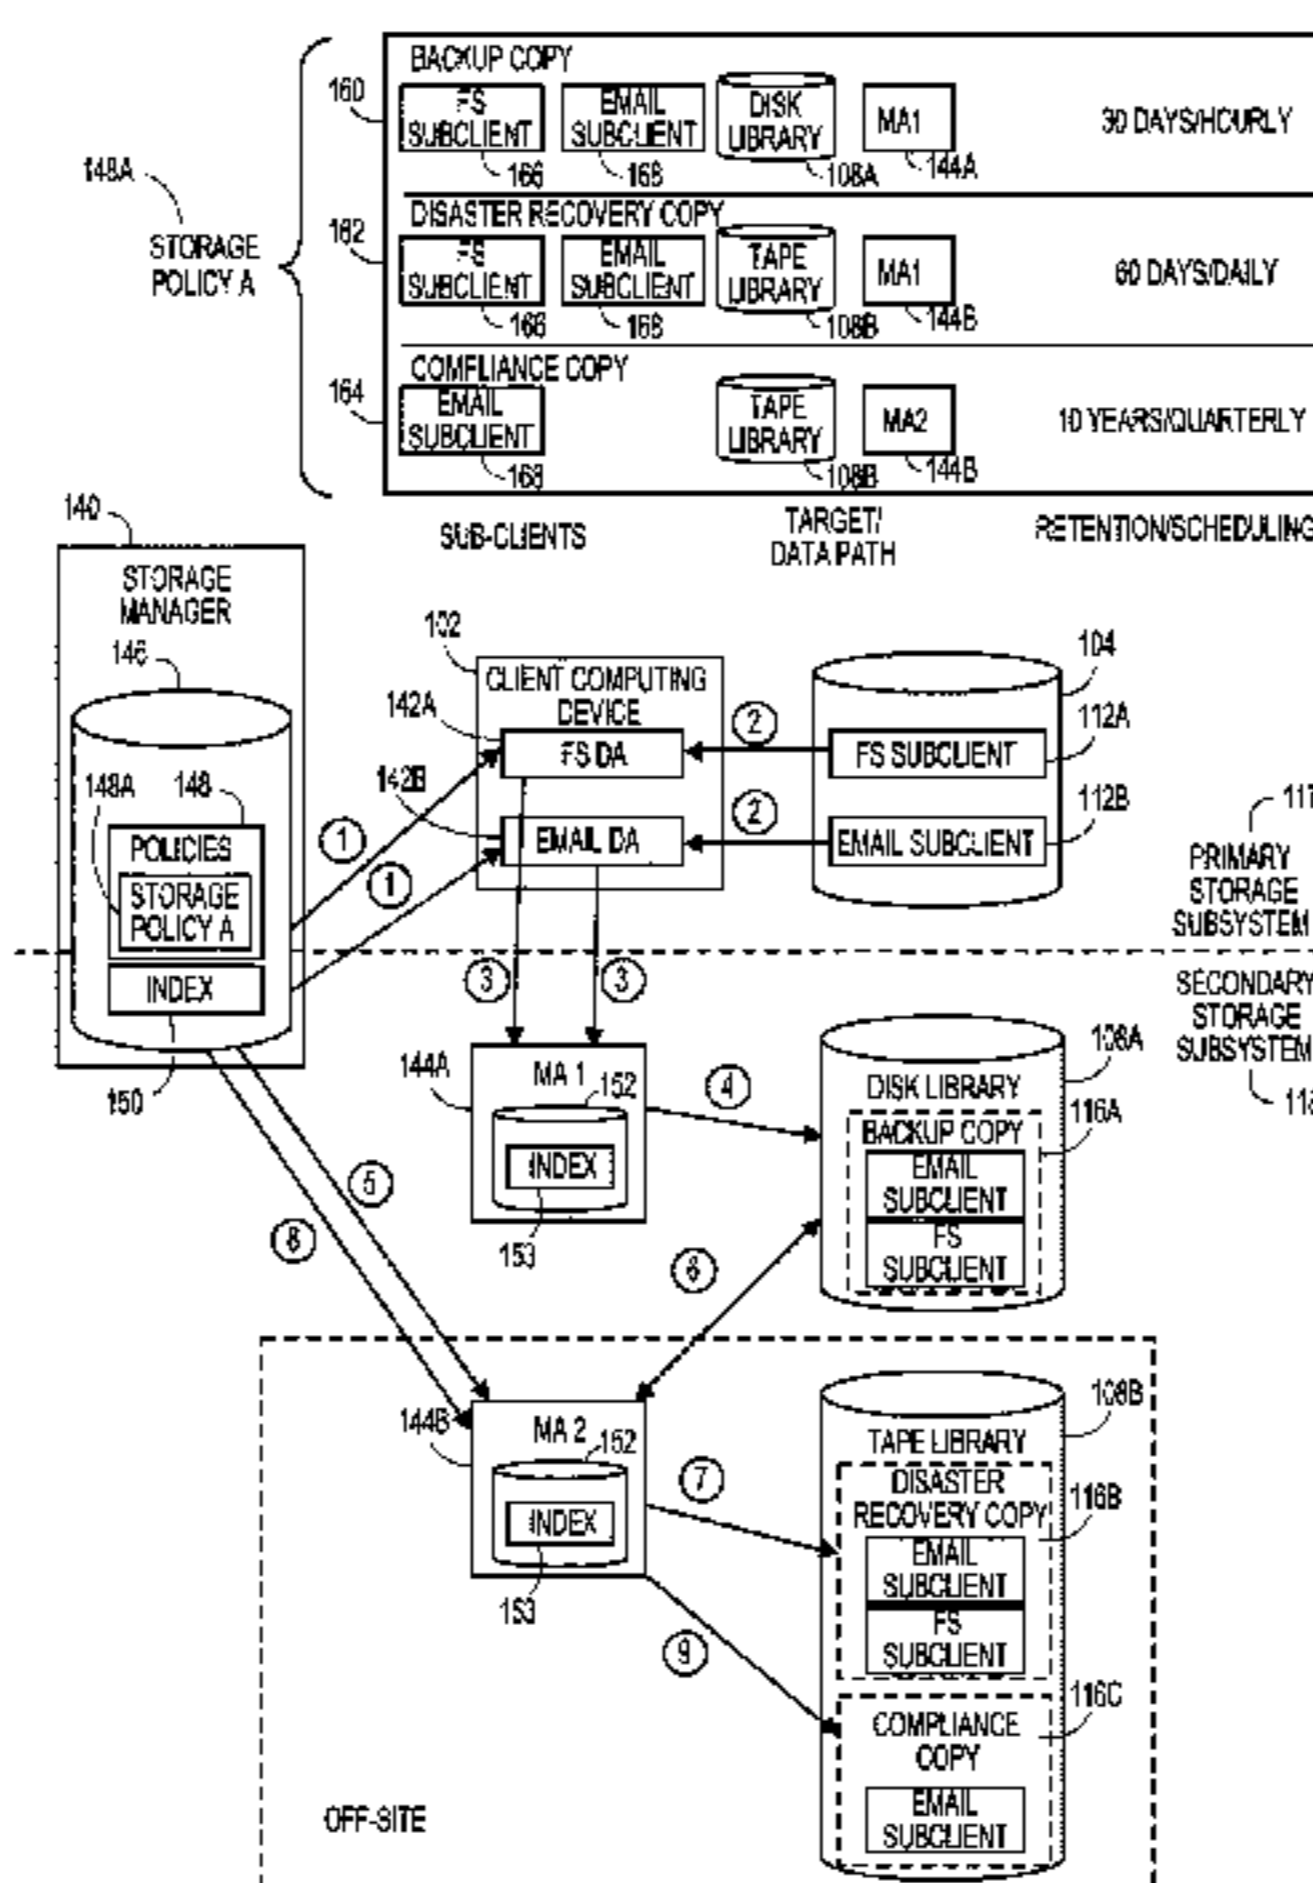 BACKUP COPY
160
FS SUBCLIENT
EMAIL SUBCLIENT
DISK LIBRARY
MA1
30 DAYS/HOURLY
166
168
108A
144A
148A
STORAGE POLICY A
DISASTER RECOVERY COPY
162
FS SUBCLIENT
EMAIL SUBCLIENT
TAPE LIBRARY
MA1
60 DAYS/DAILY
166
168
108B
144B
COMPLIANCE COPY
164
EMAIL SUBCLIENT
TAPE LIBRARY
MA2
10 YEARS/QUARTERLY
168
108B
144B
SUB-CLIENTS
TARGET/
DATA PATH
RETENTION/SCHEDULING
140
STORAGE
MANAGER
146
148A
148
POLICIES
STORAGE
POLICY A
INDEX
150
102
CLIENT COMPUTING
DEVICE
142A
FS DA
142B
EMAIL DA
1
1
2
2
104
FS SUBCLIENT
112A
EMAIL SUBCLIENT
112B
117
PRIMARY
STORAGE
SUBSYSTEM
SECONDARY
STORAGE
SUBSYSTEM
3
3
144A
MA 1
152
INDEX
153
4
108A
DISK LIBRARY
116A
BACKUP COPY
EMAIL
SUBCLIENT
FS
SUBCLIENT
5
8
6
144B
MA 2
152
INDEX
153
7
9
108B
TAPE LIBRARY
DISASTER
RECOVERY COPY
116B
EMAIL
SUBCLIENT
FS
SUBCLIENT
116C
COMPLIANCE
COPY
EMAIL
SUBCLIENT
OFF-SITE